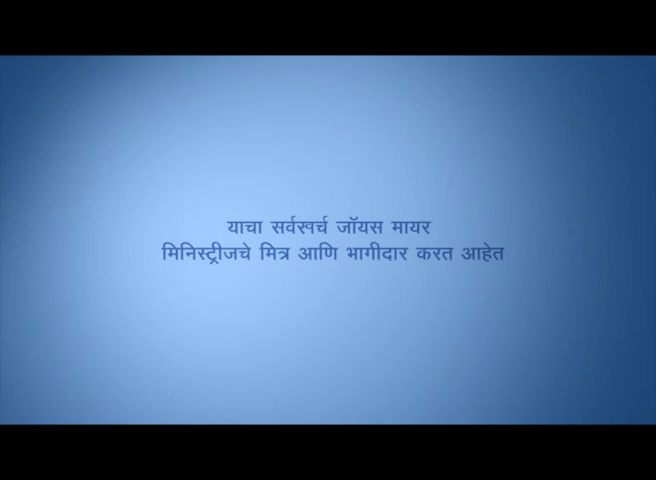 याचा सर्वखर्च जॉयस मायर
मिनिस्ट्रीजचे मित्र आणि भागीदार करत आहेत